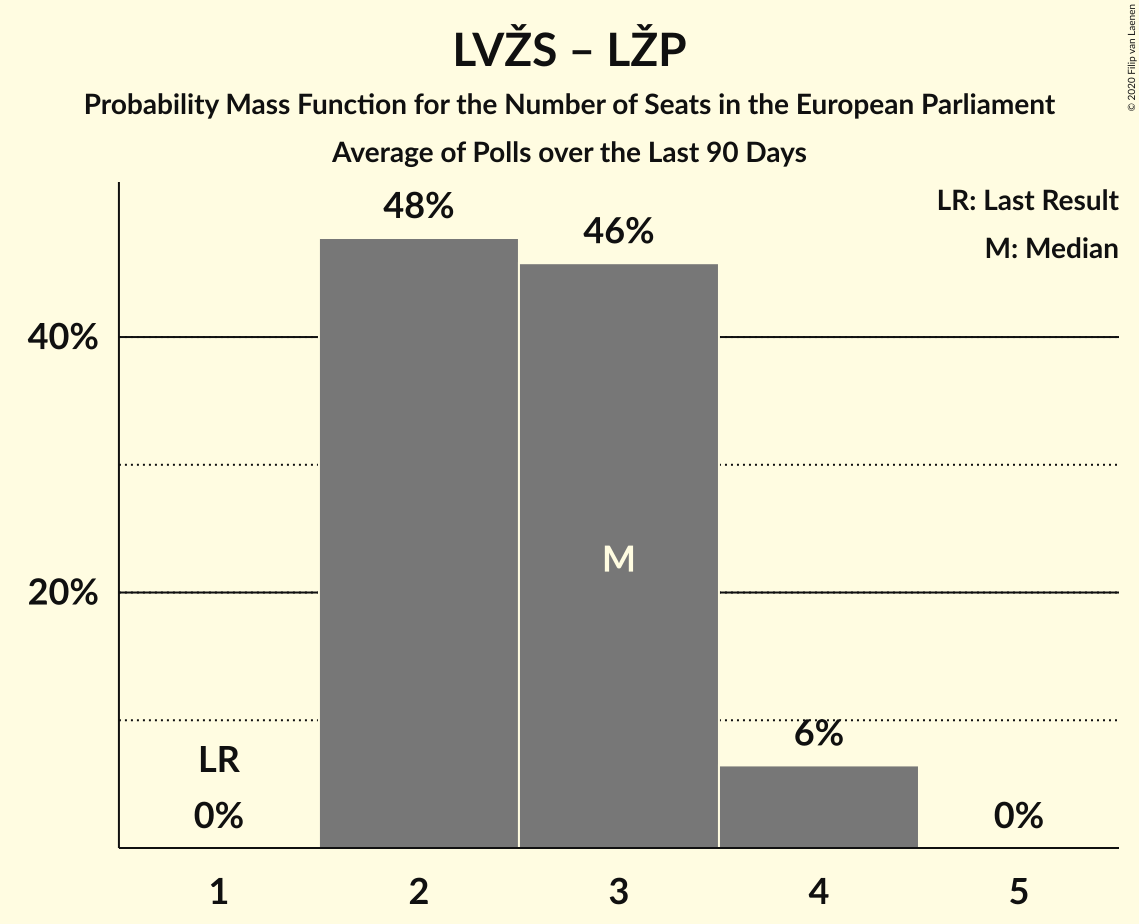 LVŽS – LŽP
Probability Mass Function for the Number of Seats in the European Parliament
Average of Polls over the Last 90 Days
© 2020 Filip van Laenen
LR: Last Result
M: Median
48%
46%
40%
M
20%
6%
LR
0%
0%
1
2
3
4
5